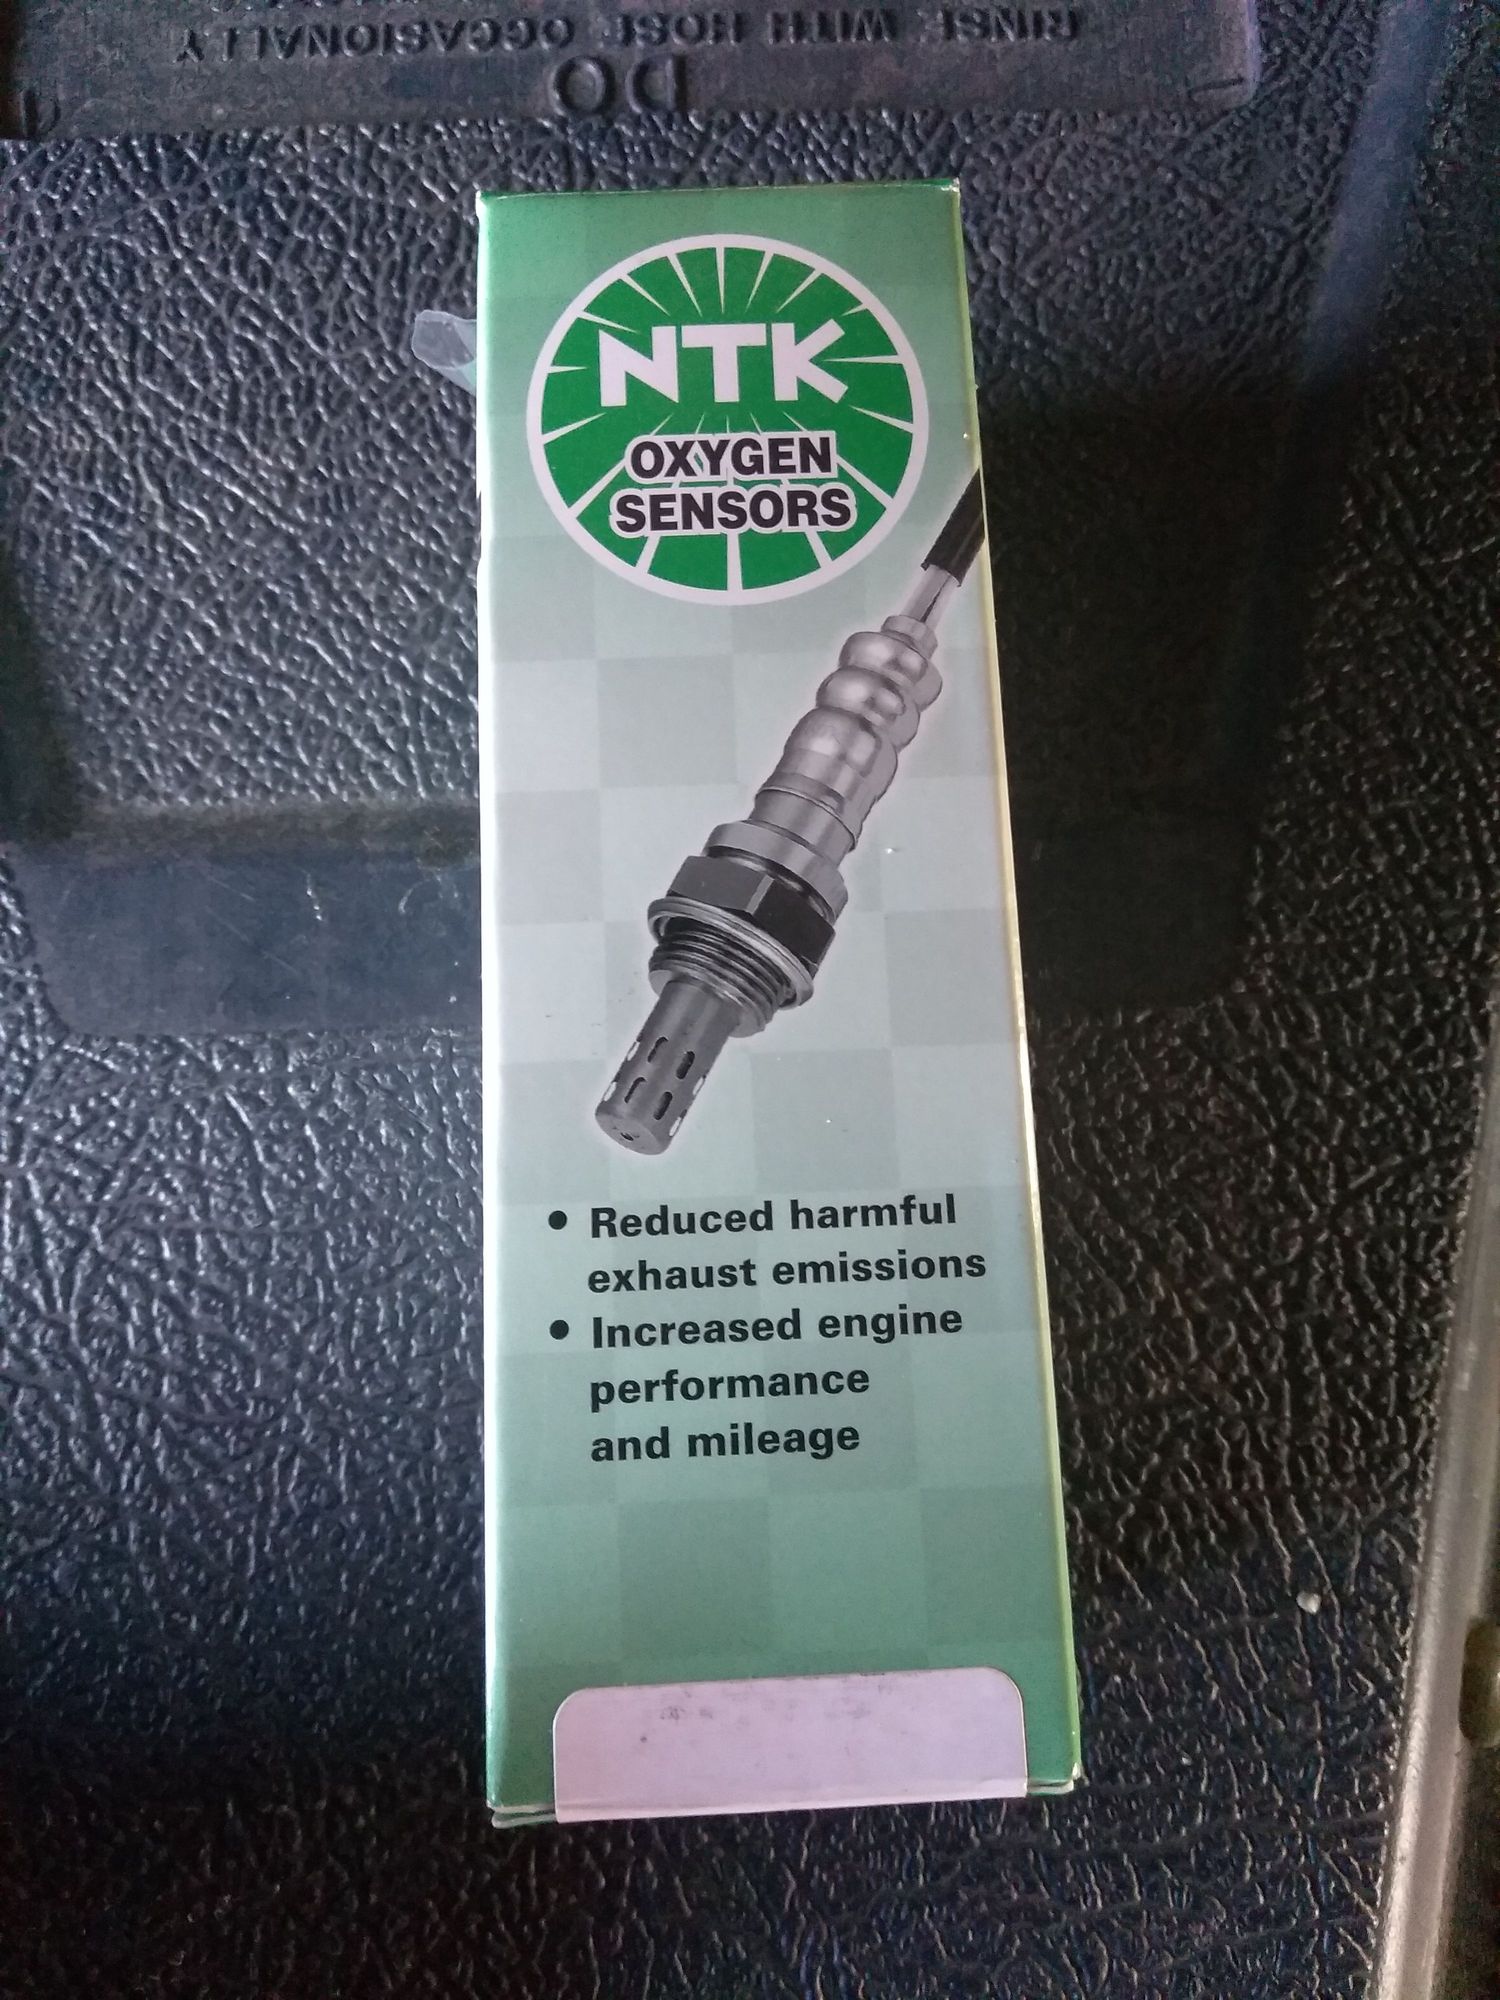 RINSE WITH HOSE OCCASIONALLY
DO
NTK
OXYGEN
SENSORS
• Reduced harmful
exhaust emissions
• Increased engine
performance
and mileage